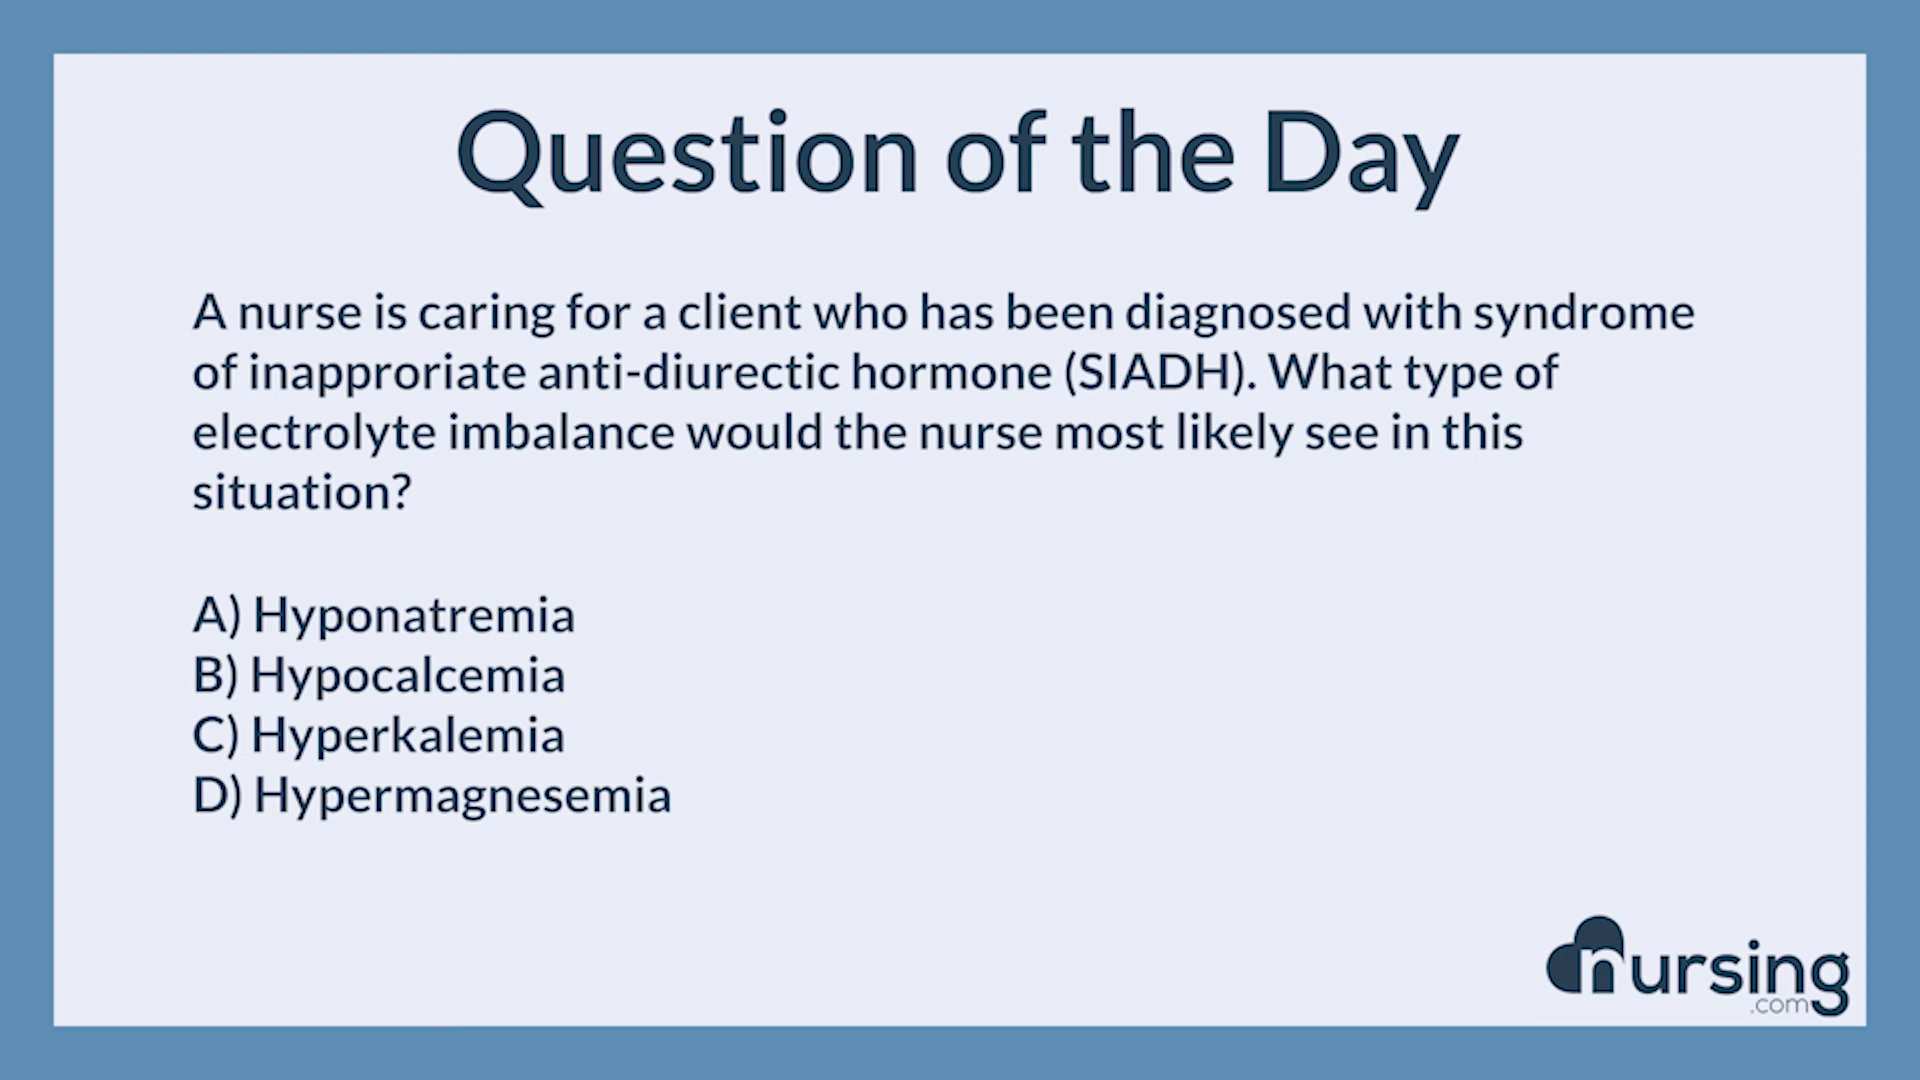 Question of the Day
A nurse is caring for a client who has been diagnosed with syndrome
of inapproriate anti-diurectic hormone (SIADH). What type of
electrolyte imbalance would the nurse most likely see in this
situation?
A) Hyponatremia
B) Hypocalcemia
C) Hyperkalemia
D) Hypermagnesemia
nursing
.com